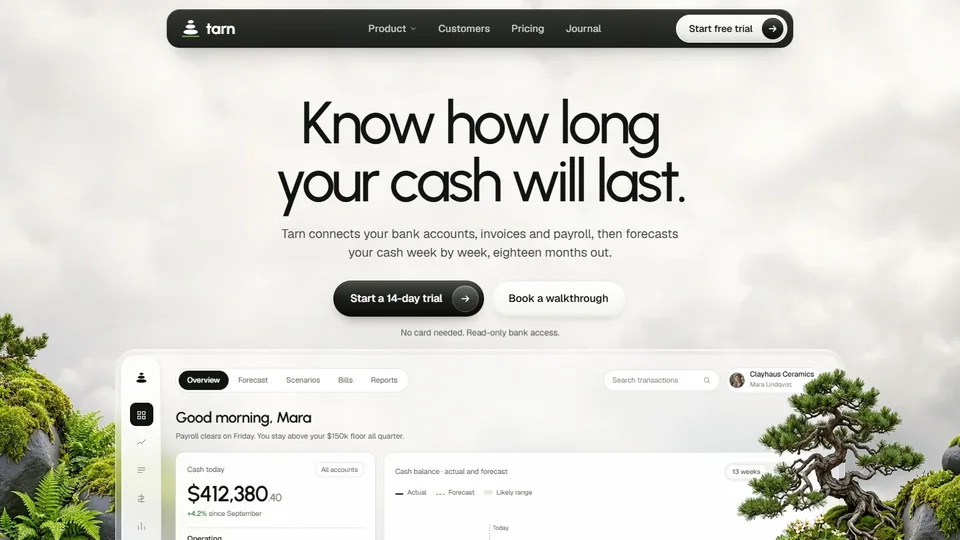 tarn
Product
Customers
Pricing
Journal
Start free trial
Know how long
your cash will last.
Tarn connects your bank accounts, invoices and payroll, then forecasts
your cash week by week, eighteen months out.
Start a 14-day trial
Book a walkthrough
No card needed. Read-only bank access.
Overview
Forecast
Scenarios
Bills
Reports
Search transactions
Clayhaus Ceramics
Mara Lindqvist
Good morning, Mara
Payroll clears on Friday. You stay above your $150k floor all quarter.
Cash today
All accounts
$412,380.40
+4.2% since September
Operating
Cash balance · actual and forecast
13 weeks
Actual
Forecast
Likely range
Today